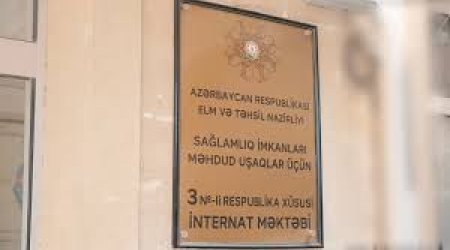 AZƏRBAYCAN RESPUBLİKASI
ELM VƏ TƏHSİL NAZİRLİYİ
SAĞLAMLIQ İMKANLARI
MƏHDUD UŞAQLAR ÜÇÜN
3 №-li RESPUBLİKA XÜSUSİ
İNTERNAT MƏKTƏBİ